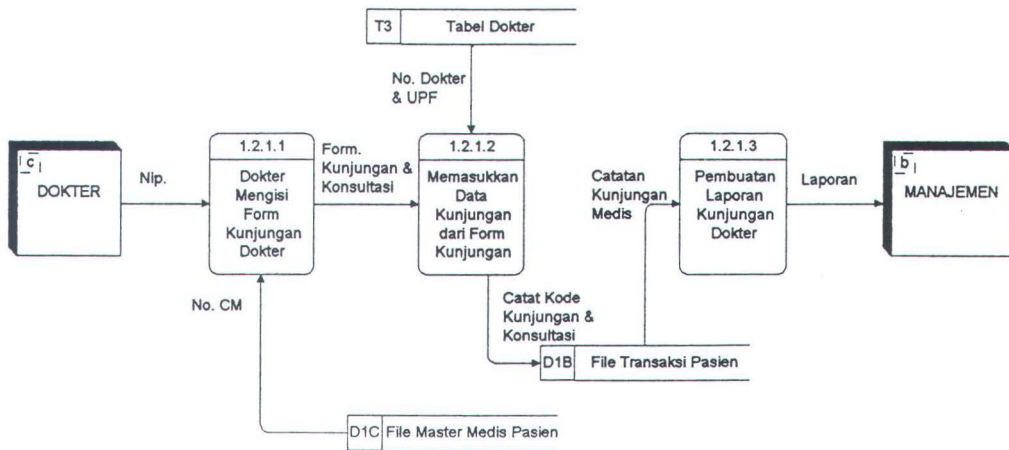 T3 Tabel Dokter
No. Dokter
& UPF
c
DOKTER
Nip.
1.2.1.1
Dokter
Mengisi
Form
Kunjungan
Dokter
Form.
Kunjungan &
Konsultasi
1.2.1.2
Memasukkan
Data
Kunjungan
dari Form
Kunjungan
Catatan
Kunjungan
Medis
1.2.1.3
Pembuatan
Laporan
Kunjungan
Dokter
Laporan
b
MANAJEMEN
No. CM
Catat Kode
Kunjungan &
Konsultasi
D1B File Transaksi Pasien
D1C File Master Medis Pasien